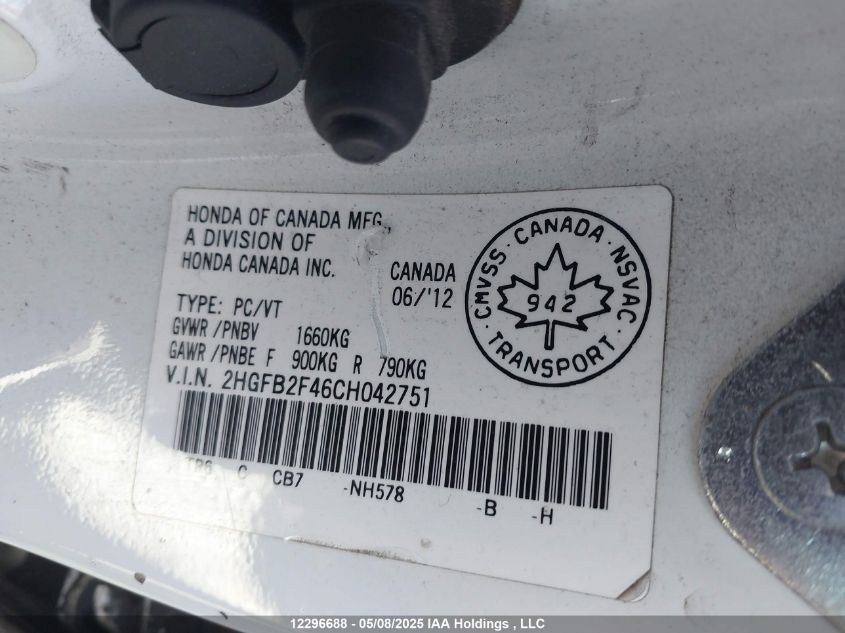 HONDA OF CANADA MFG.,
A DIVISION OF
HONDA CANADA INC.
CANADA
06/'12
TYPE: PC/VT
GVWR /PNBV 1660KG
GAWR /PNBE F 900KG R 790KG
V.I.N. 2HGFB2F46CH042751
CMVSS · CANADA · NSVAC · TRANSPORT ·
942
C CB7 -NH578 -B -H
12296688 - 05/08/2025 IAA Holdings , LLC